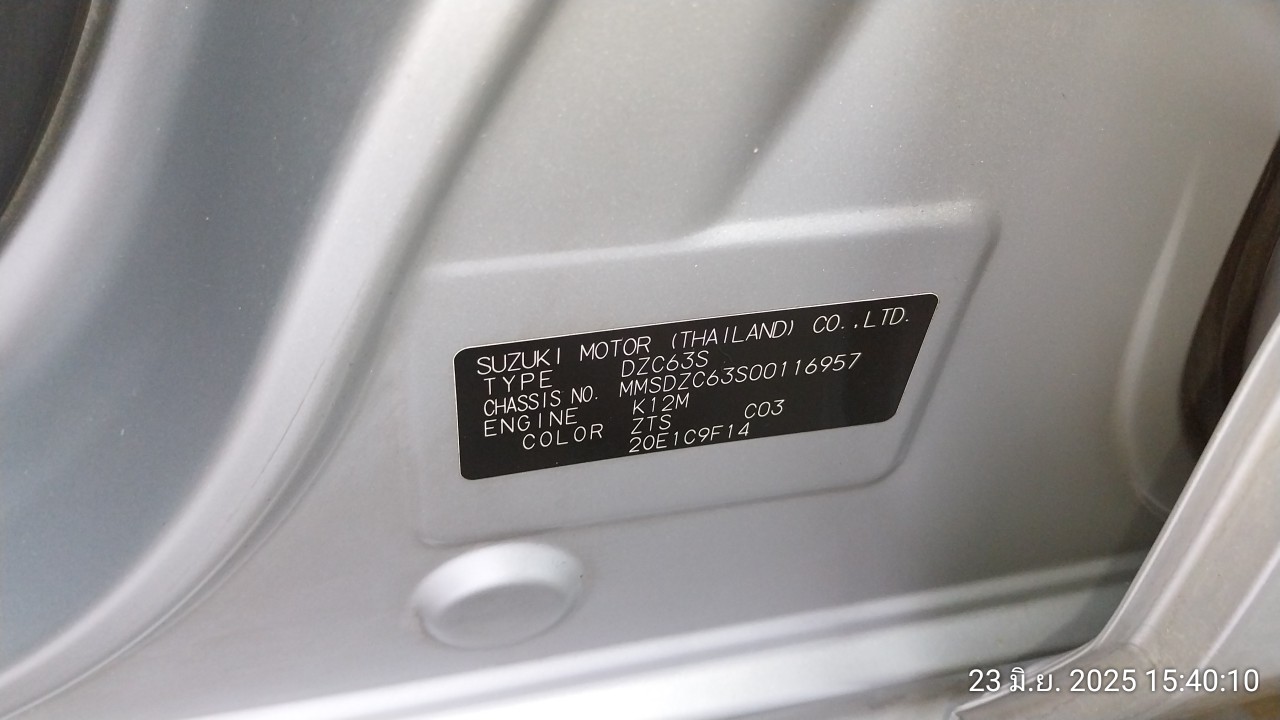 SUZUKI MOTOR (THAILAND) CO.,LTD.
TYPE DZC63S
CHASSIS NO. MMSDZC63S00116957
ENGINE K12M
COLOR ZTS C03
20E1C9F14
23 มิ.ย. 2025 15:40:10